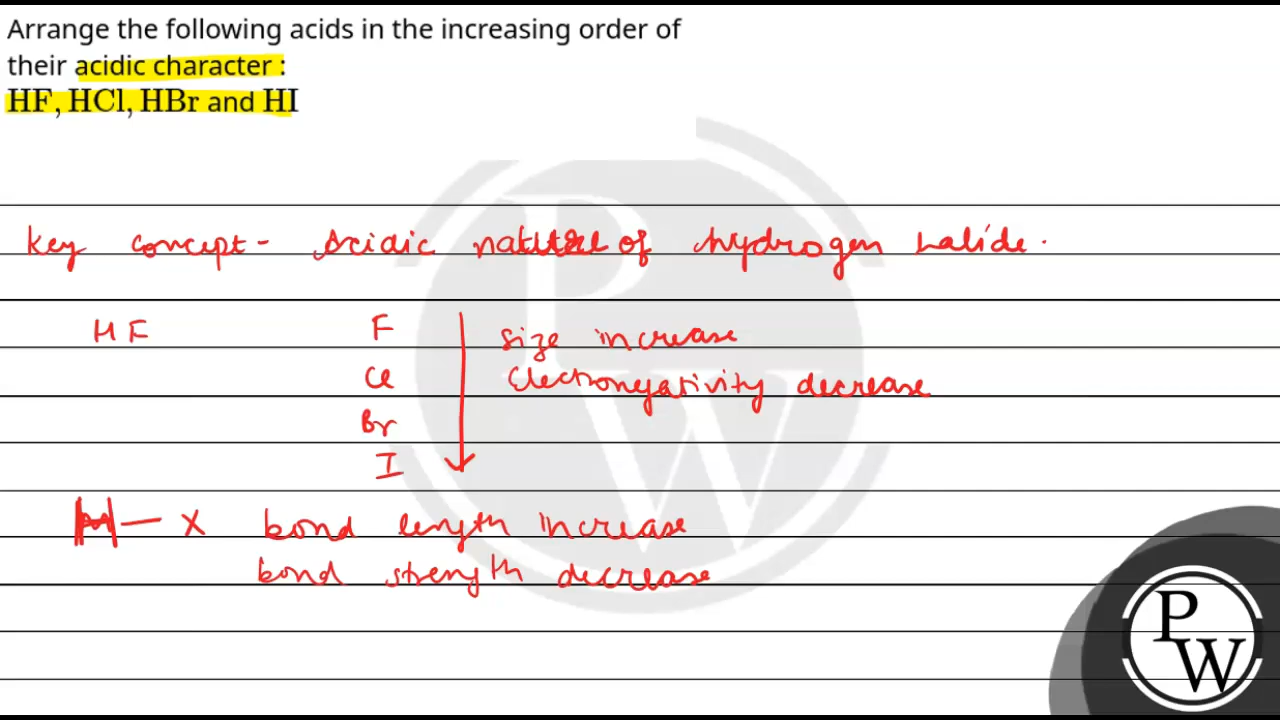 Arrange the following acids in the increasing order of
their acidic character :
HF, HCl, HBr and HI
Key concept - Acidic nature of hydrogen halide.
HF F size increase
Cl Electronegativity decrease
Br
I
H - X bond length increase
bond strength decrease
P
W